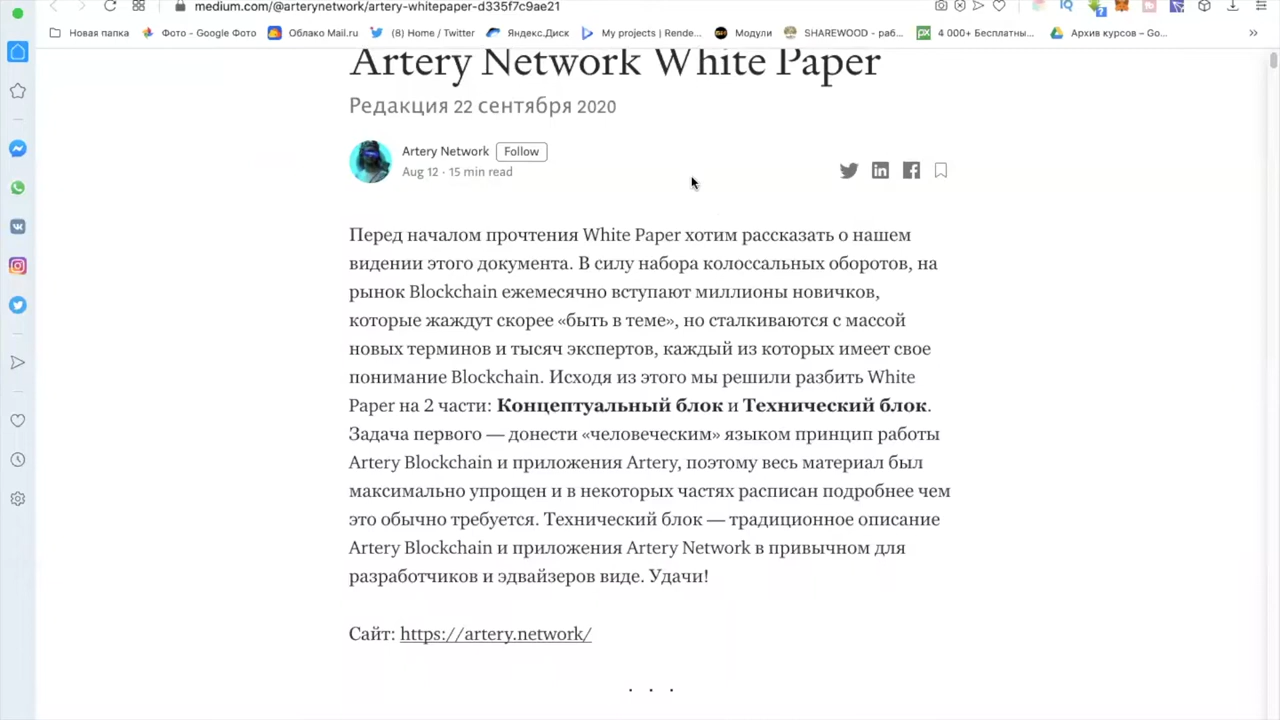 medium.com/@arterynetwork/artery-whitepaper-d335f7c9ae21
Новая папка Фото - Google Фото Облако Mail.ru (8) Home / Twitter Яндекс.Диск My projects | Rende... Модули SHAREWOOD - раб... 4 000+ Бесплатны... Архив курсов – Go... »
Artery Network White Paper
Редакция 22 сентября 2020
Artery Network Follow
Aug 12 · 15 min read
Перед началом прочтения White Paper хотим рассказать о нашем
видении этого документа. В силу набора колоссальных оборотов, на
рынок Blockchain ежемесячно вступают миллионы новичков,
которые жаждут скорее «быть в теме», но сталкиваются с массой
новых терминов и тысяч экспертов, каждый из которых имеет свое
понимание Blockchain. Исходя из этого мы решили разбить White
Paper на 2 части: Концептуальный блок и Технический блок.
Задача первого — донести «человеческим» языком принцип работы
Artery Blockchain и приложения Artery, поэтому весь материал был
максимально упрощен и в некоторых частях расписан подробнее чем
это обычно требуется. Технический блок — традиционное описание
Artery Blockchain и приложения Artery Network в привычном для
разработчиков и эдвайзеров виде. Удачи!
Сайт: https://artery.network/
. . .